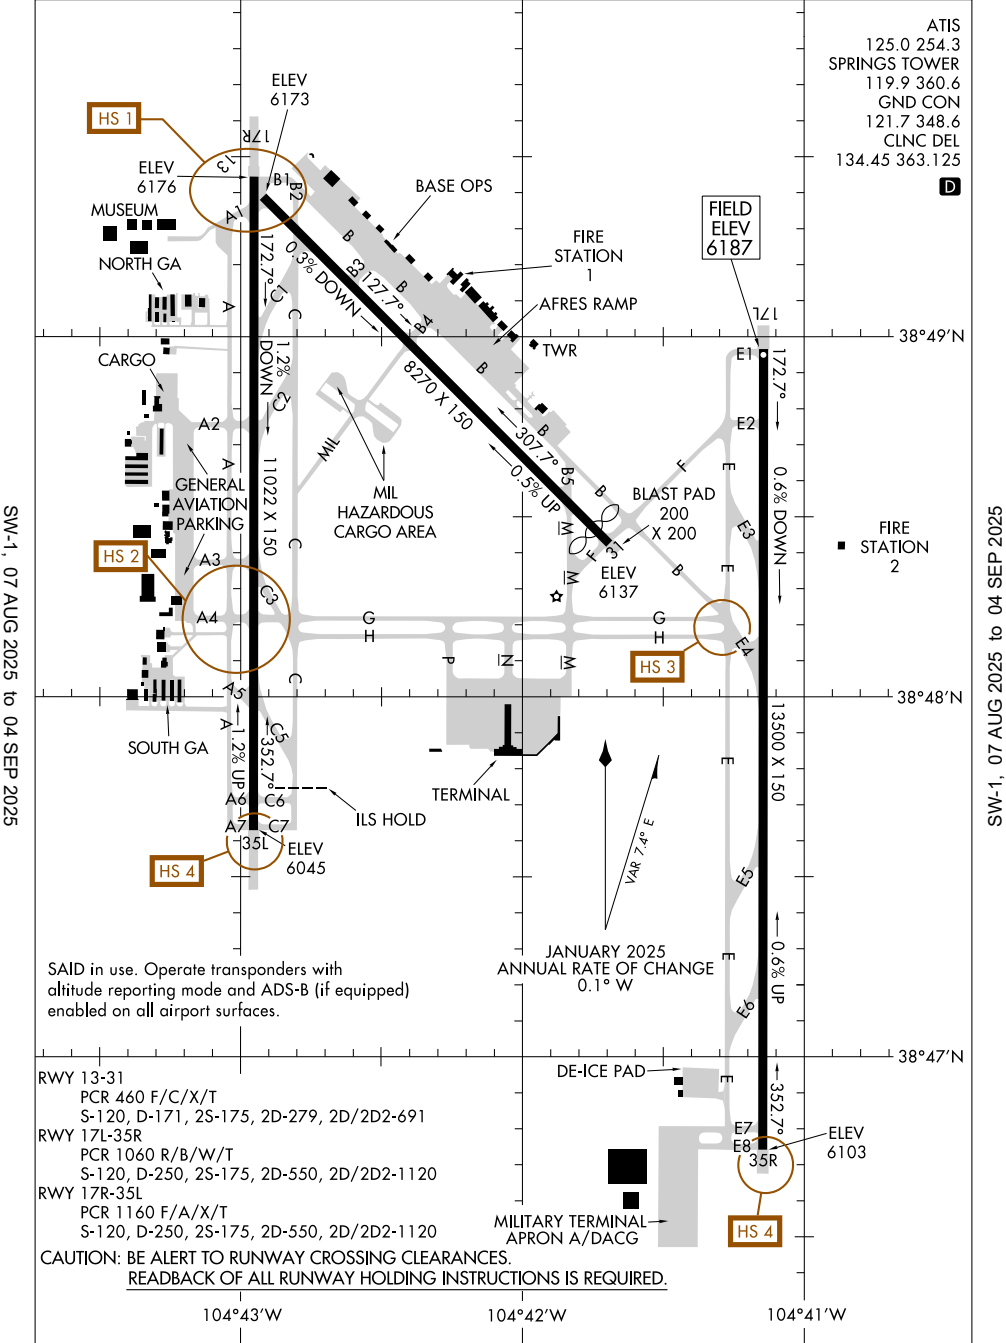 ATIS
125.0 254.3
SPRINGS TOWER
119.9 360.6
GND CON
121.7 348.6
CLNC DEL
134.45 363.125
D
ELEV
6173
HS 1
17R
13
ELEV
6176
B1
B2
A1
BASE OPS
MUSEUM
NORTH GA
FIRE
STATION
1
AFRES RAMP
TWR
FIELD
ELEV
6187
17L
38°49'N
172.7°
0.3% DOWN
127.7°
B3
B
B
B4
B
B
A
C1
C
1.2%
DOWN
C2
8270 X 150
307.7°
0.5% UP
B5
B
E1
E2
172.7°
CARGO
A2
A
MIL
MIL
HAZARDOUS
CARGO AREA
GENERAL
AVIATION
PARKING
11022 X 150
C
F
E
E3
E
0.6% DOWN
BLAST PAD
200
X 200
FIRE
STATION
2
HS 2
A3
C3
A4
M
M
F
31
ELEV
6137
B
G
H
G
H
E4
HS 3
P
N
M
38°48'N
A5
A
C
C5
SOUTH GA
1.2% UP
352.7°
A6
C6
A7
C7
35L
ELEV
6045
ILS HOLD
HS 4
TERMINAL
VAR 7.4° E
JANUARY 2025
ANNUAL RATE OF CHANGE
0.1° W
E
13500 X 150
E5
E
E6
0.6% UP
SAID in use. Operate transponders with
altitude reporting mode and ADS-B (if equipped)
enabled on all airport surfaces.
38°47'N
DE-ICE PAD
E
352.7°
E7
E8
35R
ELEV
6103
HS 4
MILITARY TERMINAL
APRON A/DACG
RWY 13-31
PCR 460 F/C/X/T
S-120, D-171, 2S-175, 2D-279, 2D/2D2-691
RWY 17L-35R
PCR 1060 R/B/W/T
S-120, D-250, 2S-175, 2D-550, 2D/2D2-1120
RWY 17R-35L
PCR 1160 F/A/X/T
S-120, D-250, 2S-175, 2D-550, 2D/2D2-1120
CAUTION: BE ALERT TO RUNWAY CROSSING CLEARANCES.
READBACK OF ALL RUNWAY HOLDING INSTRUCTIONS IS REQUIRED.
104°43'W
104°42'W
104°41'W
SW-1, 07 AUG 2025 to 04 SEP 2025
SW-1, 07 AUG 2025 to 04 SEP 2025